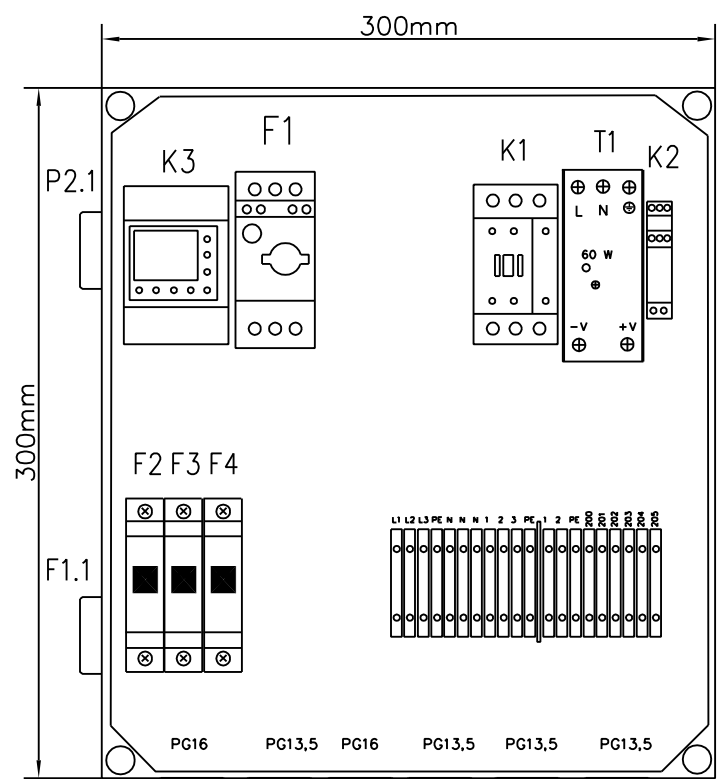 300mm
F1
K3
K1
T1
K2
P2.1
L N
60 W
-V +V
300mm
F2 F3 F4
L1 L2 L3 PE N N N 1 2 3 PE 1 2 PE 200 201 202 203 204 205
F1.1
PG16 PG13,5 PG16 PG13,5 PG13,5 PG13,5